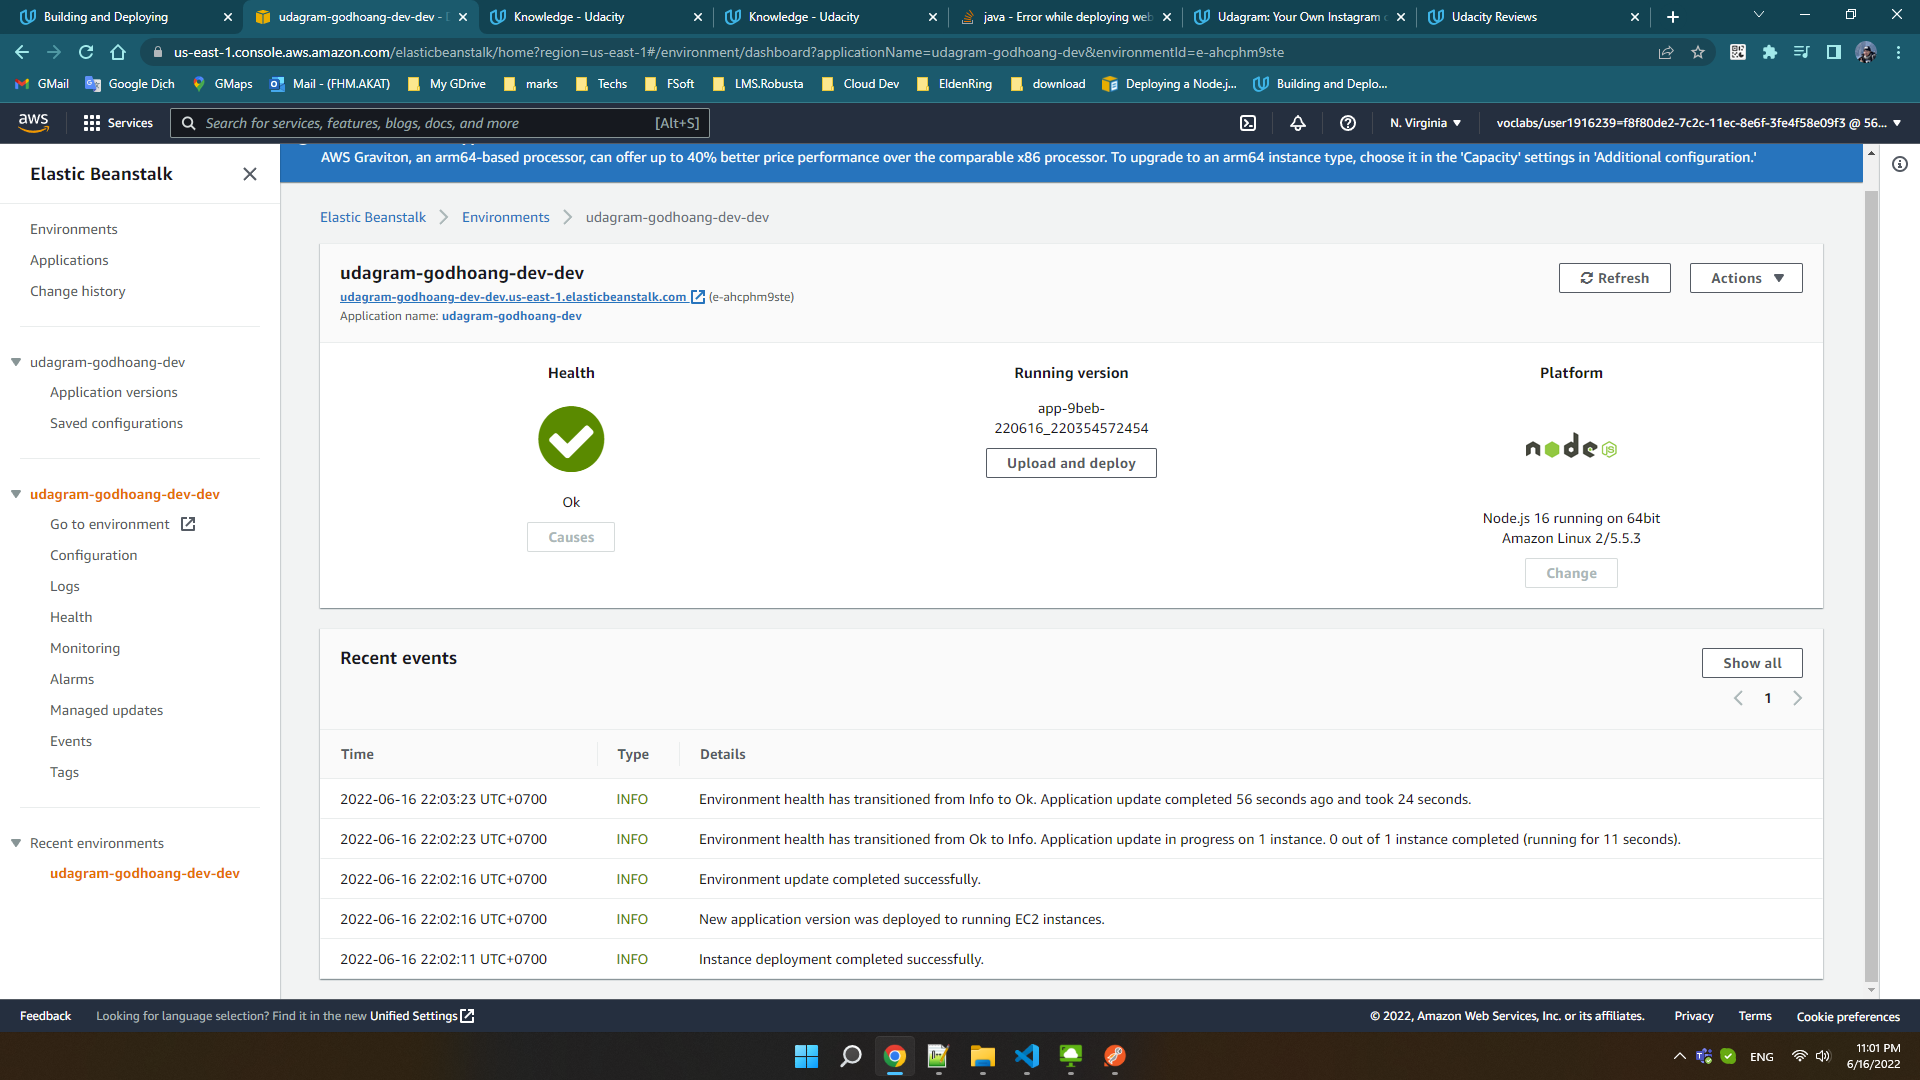 Building and Deploying
udagram-godhoang-dev-dev -
Knowledge - Udacity
Knowledge - Udacity
java - Error while deploying web
Udagram: Your Own Instagram
Udacity Reviews
us-east-1.console.aws.amazon.com/elasticbeanstalk/home?region=us-east-1#/environment/dashboard?applicationName=udagram-godhoang-dev&environmentId=e-ahcphm9ste
GMail
Google Dịch
GMaps
Mail - (FHM.AKAT)
My GDrive
marks
Techs
FSoft
LMS.Robusta
Cloud Dev
EldenRing
download
Deploying a Node.j...
Building and Deplo...
aws
Services
Search for services, features, blogs, docs, and more
[Alt+S]
N. Virginia
voclabs/user1916239=f8f80de2-7c2c-11ec-8e6f-3fe4f58e09f3 @ 56...
AWS Graviton, an arm64-based processor, can offer up to 40% better price performance over the comparable x86 processor. To upgrade to an arm64 instance type, choose it in the 'Capacity' settings in 'Additional configuration.'
Elastic Beanstalk
Environments
Applications
Change history
udagram-godhoang-dev
Application versions
Saved configurations
udagram-godhoang-dev-dev
Go to environment
Configuration
Logs
Health
Monitoring
Alarms
Managed updates
Events
Tags
Recent environments
udagram-godhoang-dev-dev
Elastic Beanstalk
Environments
udagram-godhoang-dev-dev
udagram-godhoang-dev-dev
udagram-godhoang-dev-dev.us-east-1.elasticbeanstalk.com (e-ahcphm9ste)
Application name: udagram-godhoang-dev
Refresh
Actions
Health
Ok
Causes
Running version
app-9beb-
220616_220354572454
Upload and deploy
Platform
node JS
Node.js 16 running on 64bit
Amazon Linux 2/5.5.3
Change
Recent events
Show all
1
Time
Type
Details
2022-06-16 22:03:23 UTC+0700 INFO Environment health has transitioned from Info to Ok. Application update completed 56 seconds ago and took 24 seconds.
2022-06-16 22:02:23 UTC+0700 INFO Environment health has transitioned from Ok to Info. Application update in progress on 1 instance. 0 out of 1 instance completed (running for 11 seconds).
2022-06-16 22:02:16 UTC+0700 INFO Environment update completed successfully.
2022-06-16 22:02:16 UTC+0700 INFO New application version was deployed to running EC2 instances.
2022-06-16 22:02:11 UTC+0700 INFO Instance deployment completed successfully.
Feedback
Looking for language selection? Find it in the new Unified Settings
© 2022, Amazon Web Services, Inc. or its affiliates.
Privacy
Terms
Cookie preferences
ENG
11:01 PM
6/16/2022